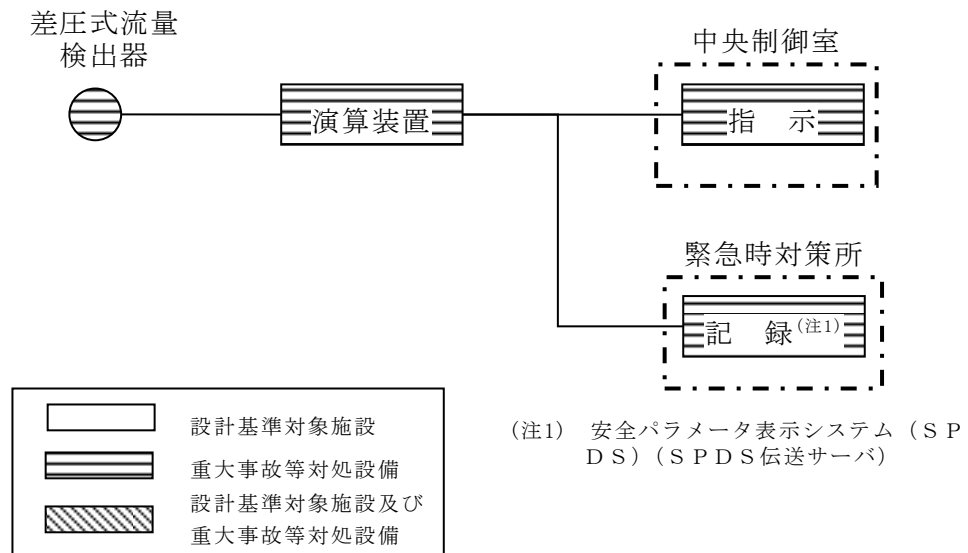 差圧式流量
検出器
演算装置
中央制御室
指　示
緊急時対策所
記　録(注1)
設計基準対象施設
重大事故等対処設備
設計基準対象施設及び
重大事故等対処設備
(注1)　安全パラメータ表示システム（ＳＰ
ＤＳ）（ＳＰＤＳ伝送サーバ）